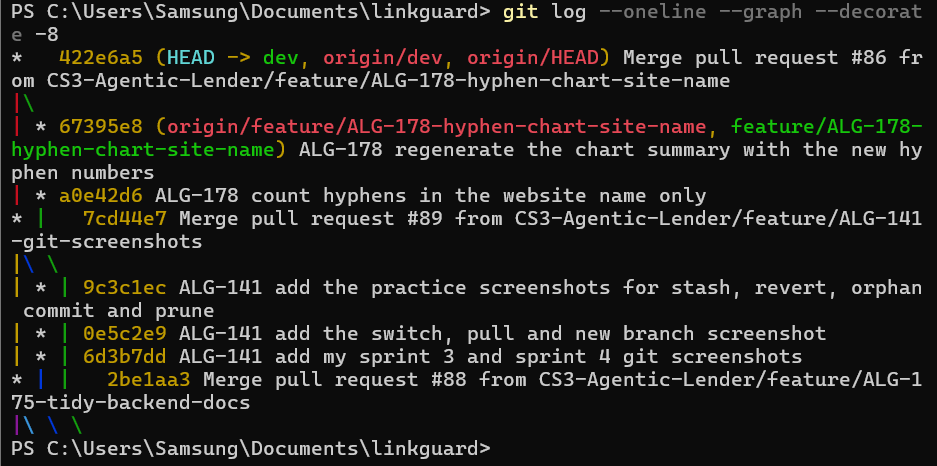 PS C:\Users\Samsung\Documents\linkguard> git log --oneline --graph --decorat
e -8
*   422e6a5 (HEAD -> dev, origin/dev, origin/HEAD) Merge pull request #86 fr
om CS3-Agentic-Lender/feature/ALG-178-hyphen-chart-site-name
|\
| * 67395e8 (origin/feature/ALG-178-hyphen-chart-site-name, feature/ALG-178-
hyphen-chart-site-name) ALG-178 regenerate the chart summary with the new hy
phen numbers
| * a0e42d6 ALG-178 count hyphens in the website name only
* |   7cd44e7 Merge pull request #89 from CS3-Agentic-Lender/feature/ALG-141
-git-screenshots
|\ \
| * | 9c3c1ec ALG-141 add the practice screenshots for stash, revert, orphan
 commit and prune
| * | 0e5c2e9 ALG-141 add the switch, pull and new branch screenshot
| * | 6d3b7dd ALG-141 add my sprint 3 and sprint 4 git screenshots
* | |   2be1aa3 Merge pull request #88 from CS3-Agentic-Lender/feature/ALG-1
75-tidy-backend-docs
|\ \ \
PS C:\Users\Samsung\Documents\linkguard>